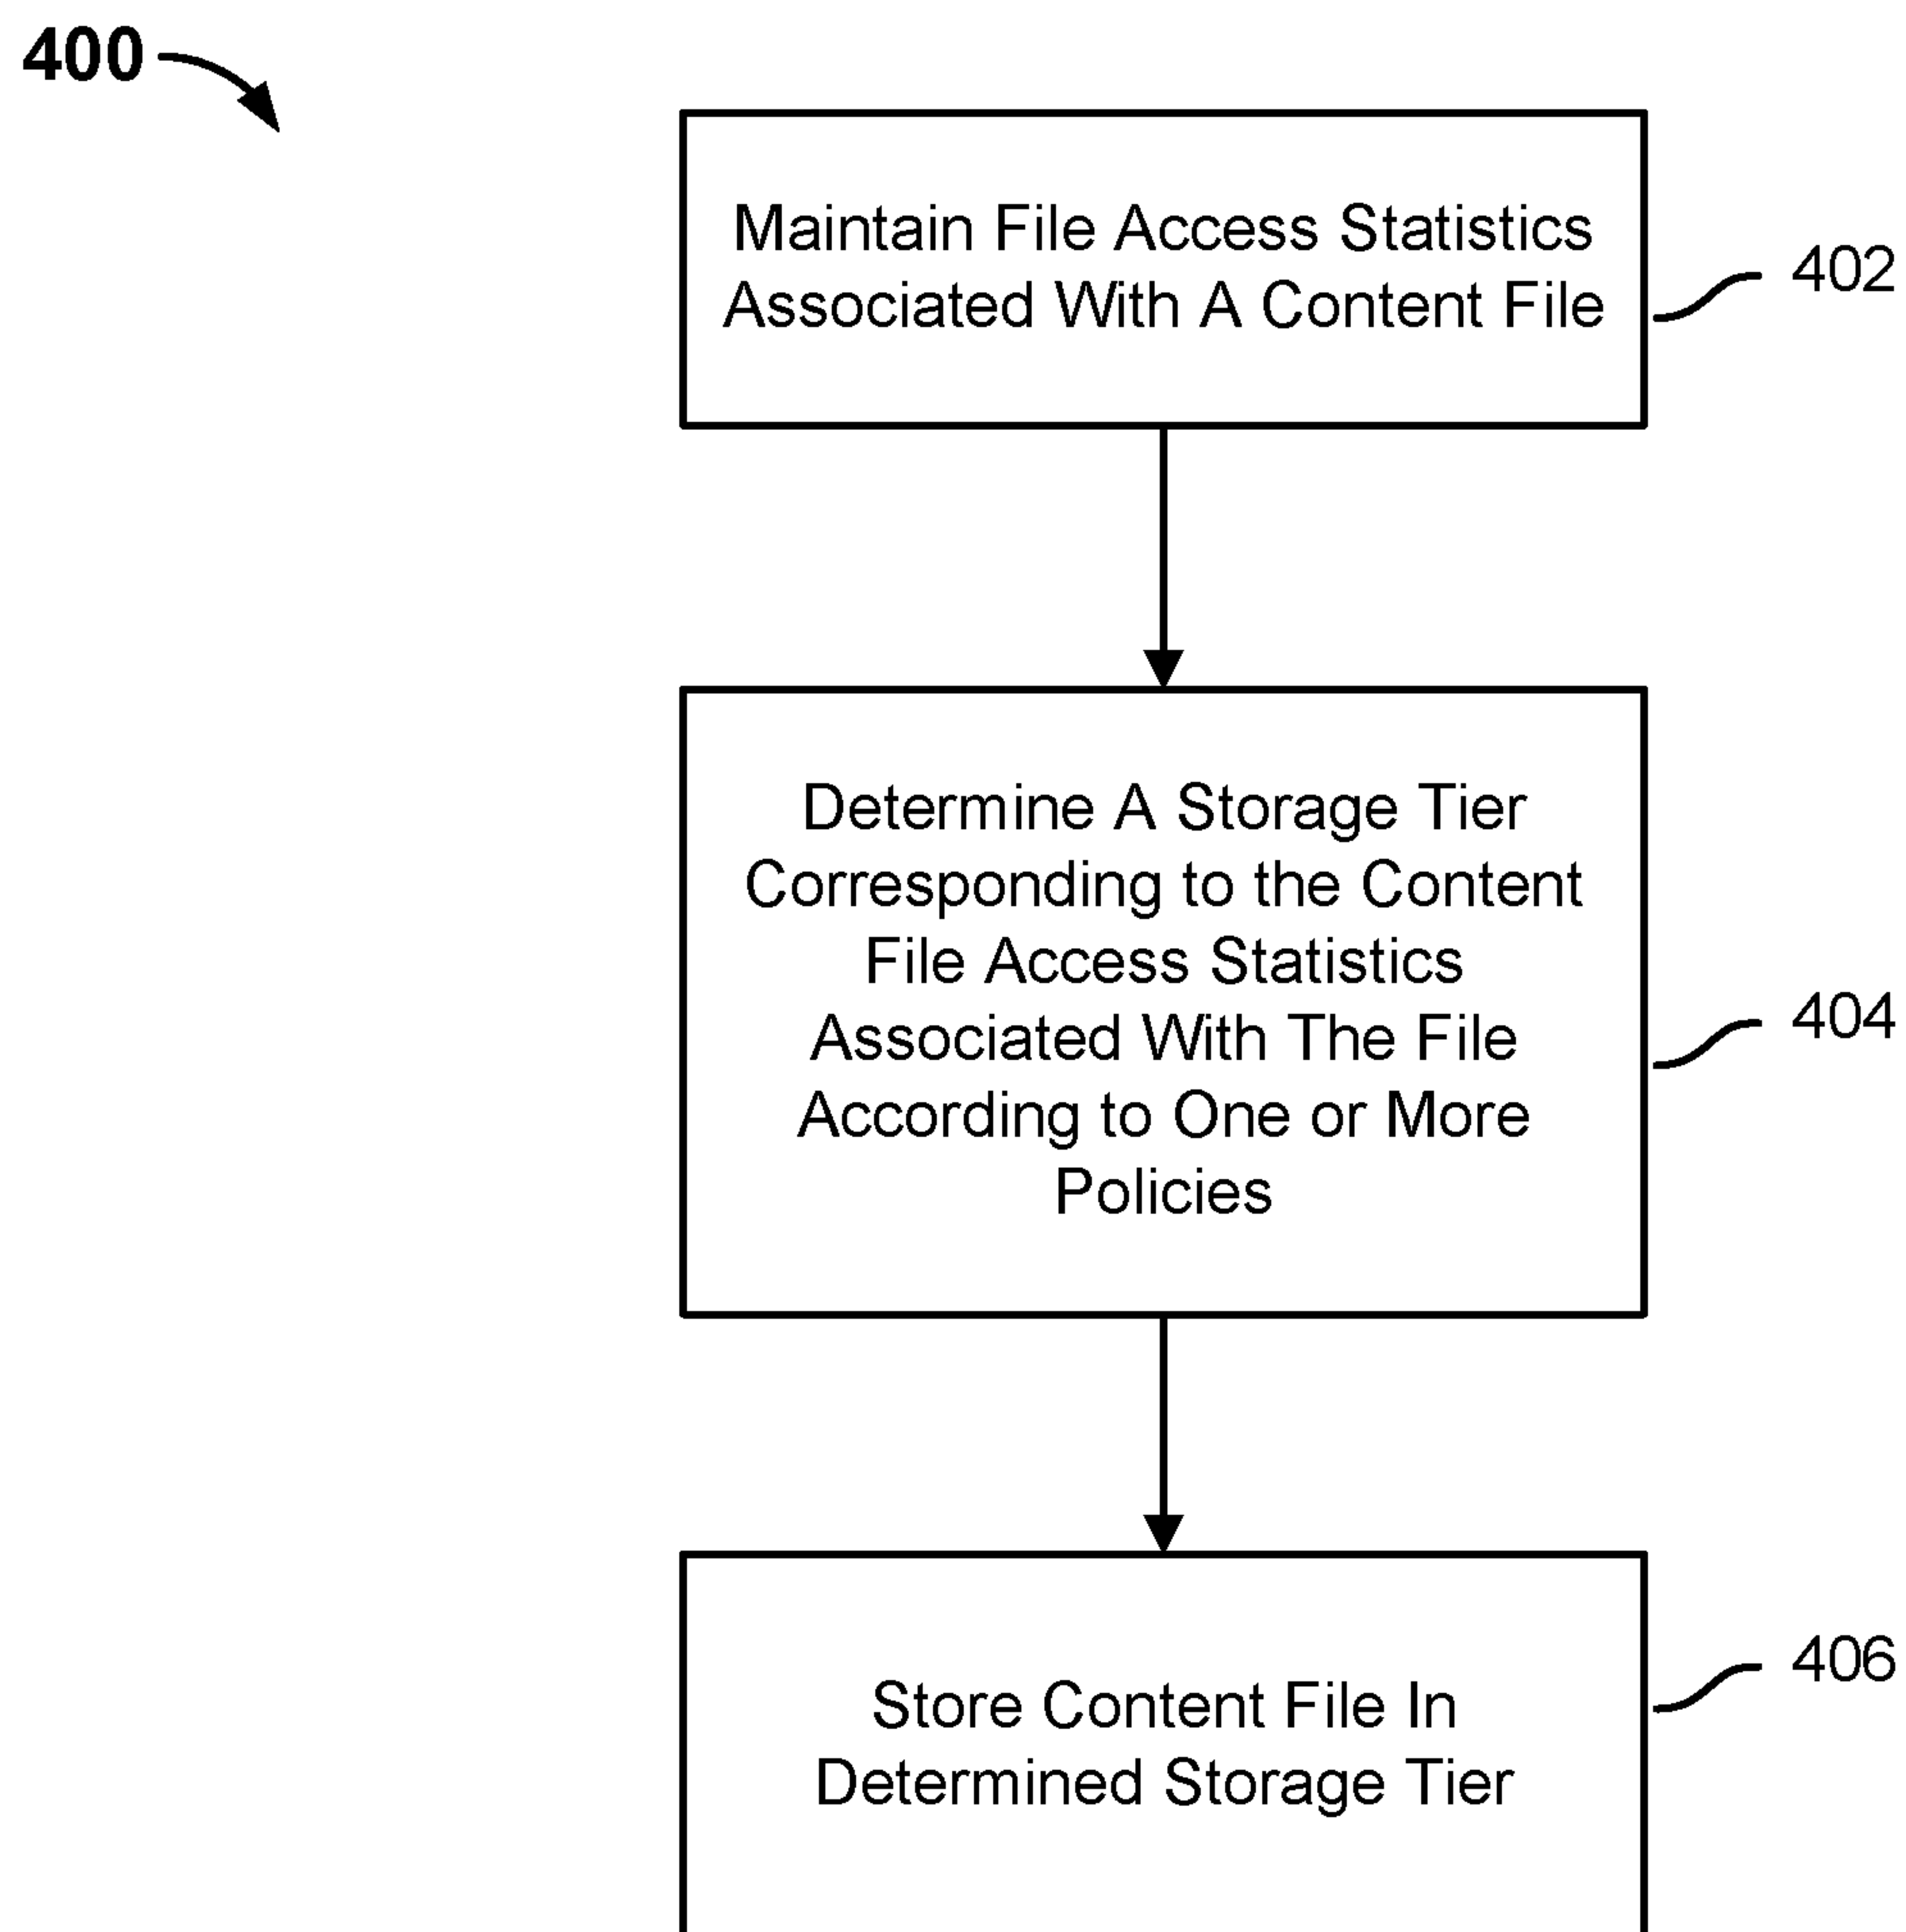 400
Maintain File Access Statistics
Associated With A Content File
402
Determine A Storage Tier
Corresponding to the Content
File Access Statistics
Associated With The File
According to One or More
Policies
404
Store Content File In
Determined Storage Tier
406